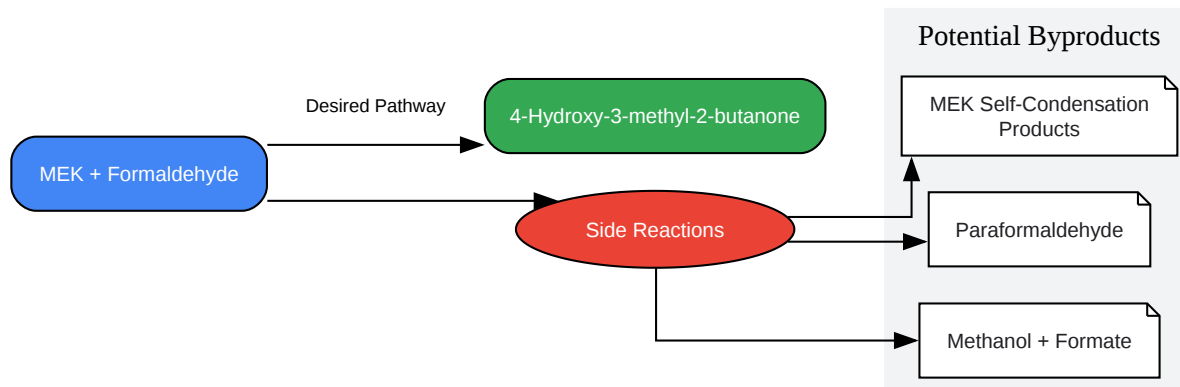 Potential Byproducts
Desired Pathway
4-Hydroxy-3-methyl-2-butanone
MEK Self-Condensation
Products
MEK + Formaldehyde
Side Reactions
Paraformaldehyde
Methanol + Formate